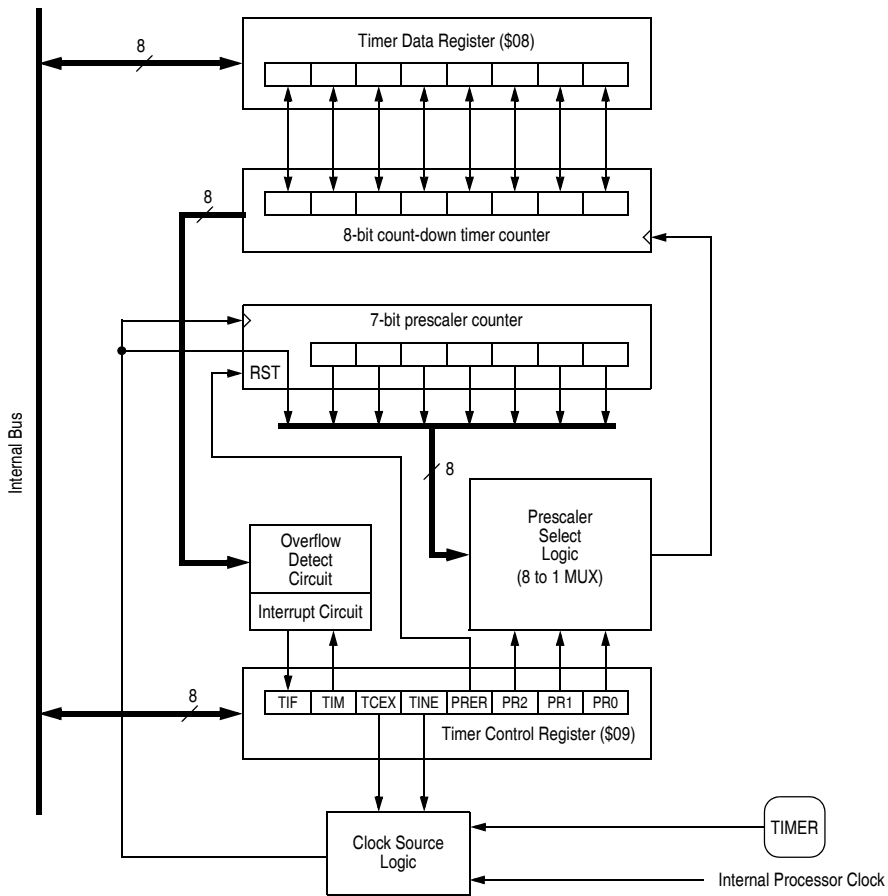 Timer Data Register ($08)
8
8
8-bit count-down timer counter
7-bit prescaler counter
RST
Internal Bus
8
Prescaler
Select
Logic
(8 to 1 MUX)
Overflow
Detect
Circuit
Interrupt Circuit
8
TIF TIM TCEX TINE PRER PR2 PR1 PR0
Timer Control Register ($09)
Clock Source
Logic
TIMER
Internal Processor Clock